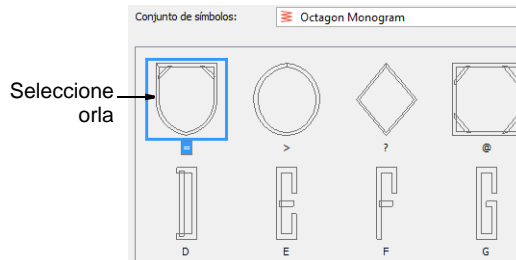 Conjunto de símbolos: Octagon Monogram
Seleccione
orla
= > ? @
D E F G